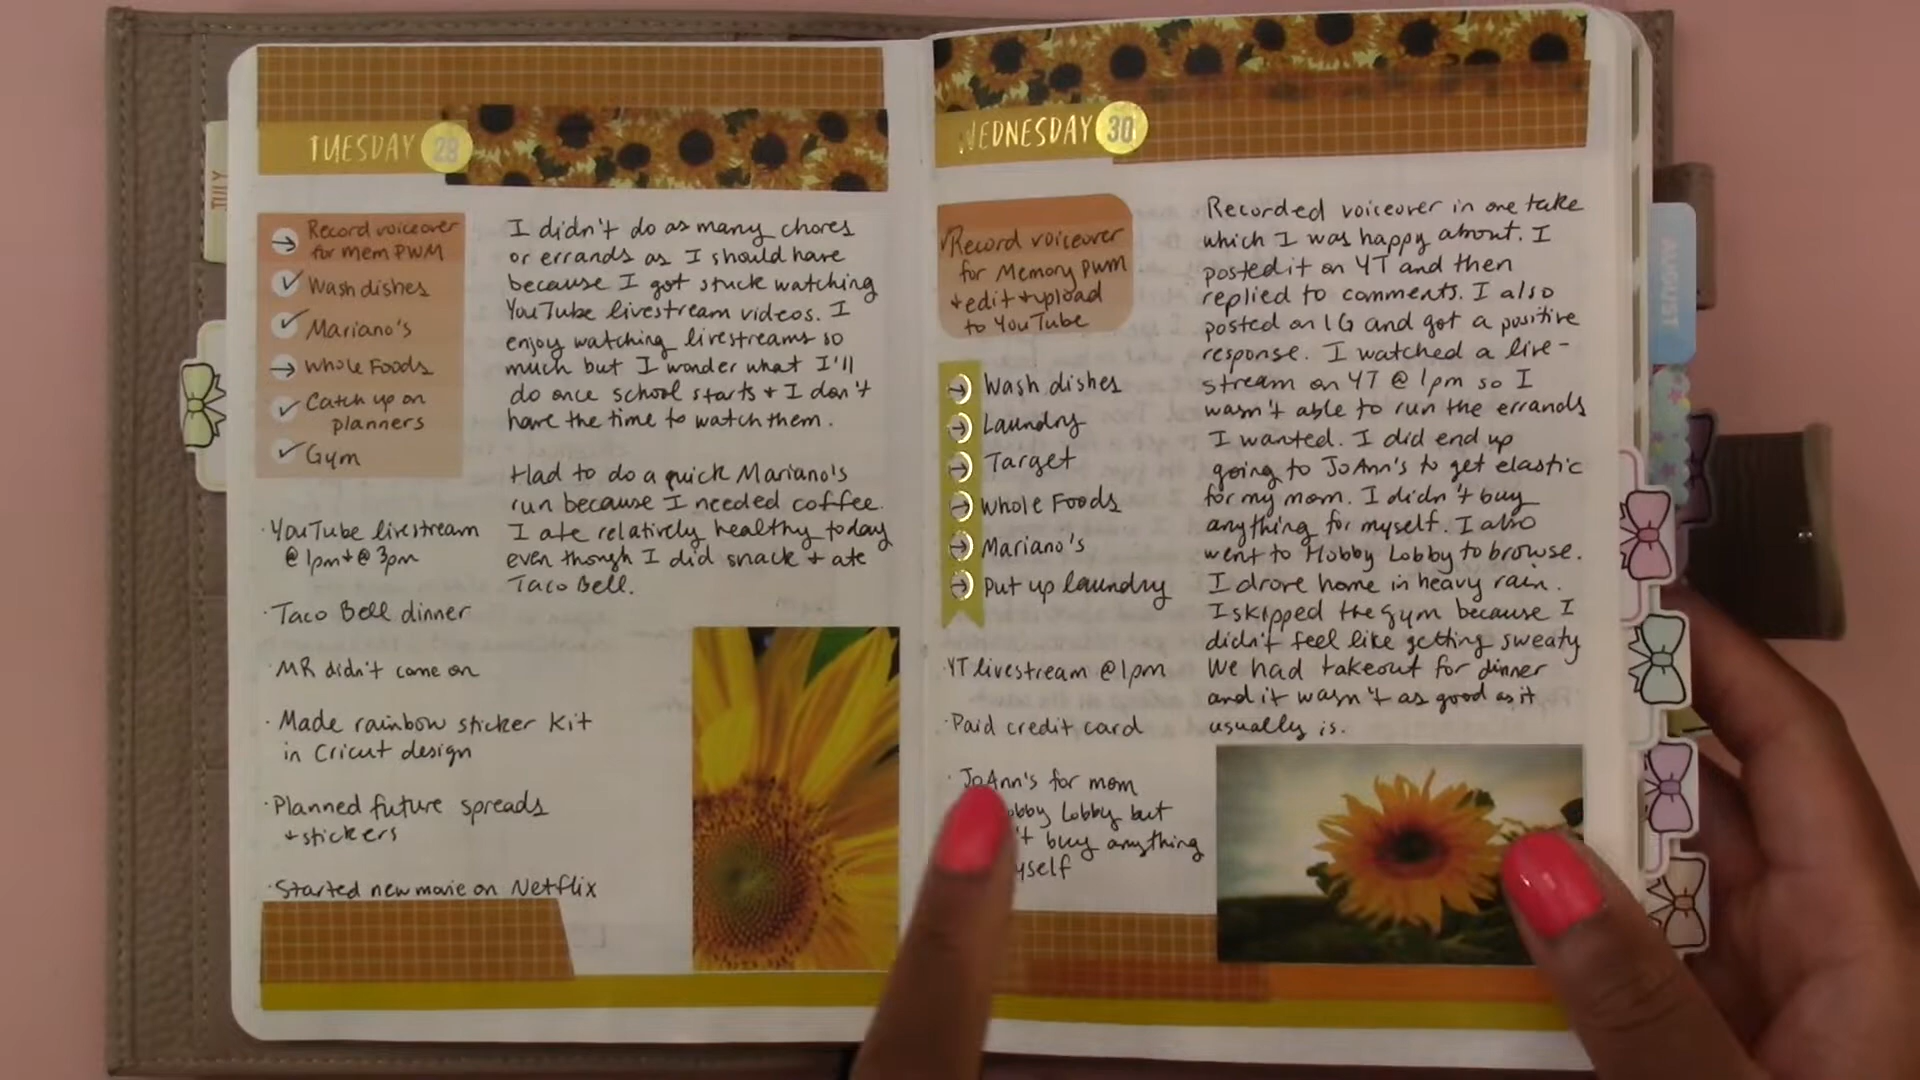 JULY
TUESDAY 29
Record voiceover
for mem PWM
Wash dishes
Mariano's
Whole Foods
Catch up on
planners
Gym
· YouTube livestream
@ 1pm + @ 3pm
· Taco Bell dinner
· MR didn't come on
· Made rainbow sticker kit
in Cricut design
· Planned future spreads
+ stickers
· Started new movie on Netflix
I didn't do as many chores
or errands as I should have
because I got stuck watching
YouTube livestream videos. I
enjoy watching livestreams so
much but I wonder what I'll
do once school starts + I don't
have the time to watch them.
Had to do a quick Mariano's
run because I needed coffee.
I ate relatively healthy today
even though I did snack + ate
Taco Bell.
WEDNESDAY 30
Record voiceover
for Memory PWM
+ edit + upload
to YouTube
Wash dishes
Laundry
Target
Whole Foods
Mariano's
Put up laundry
· YT livestream @ 1pm
· Paid credit card
· JoAnn's for mom
Lobby but
buy anything
Recorded voiceover in one take
which I was happy about. I
posted it on YT and then
replied to comments. I also
posted on IG and got a positive
response. I watched a live-
stream on YT @ 1pm so I
wasn't able to run the errands
I wanted. I did end up
going to JoAnn's to get elastic
for my mom. I didn't buy
anything for myself. I also
went to Hobby Lobby to browse.
I drove home in heavy rain.
I skipped the gym because I
didn't feel like getting sweaty
We had takeout for dinner
and it wasn't as good as it
usually is.
AUGUST